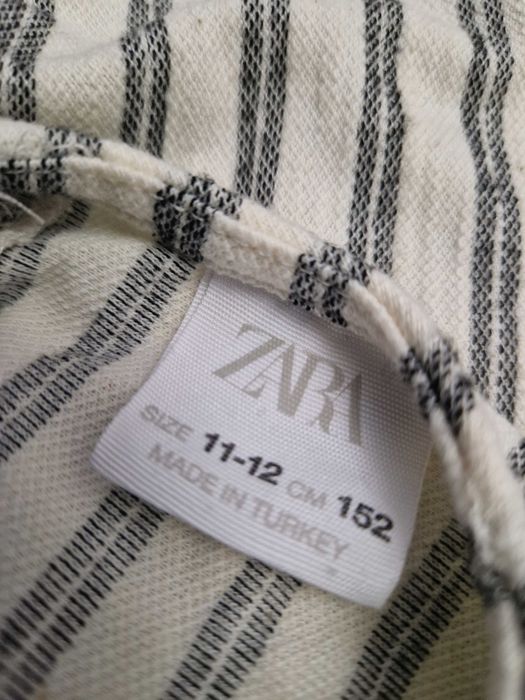 ZARA
SIZE 11-12 CM 152
MADE IN TURKEY